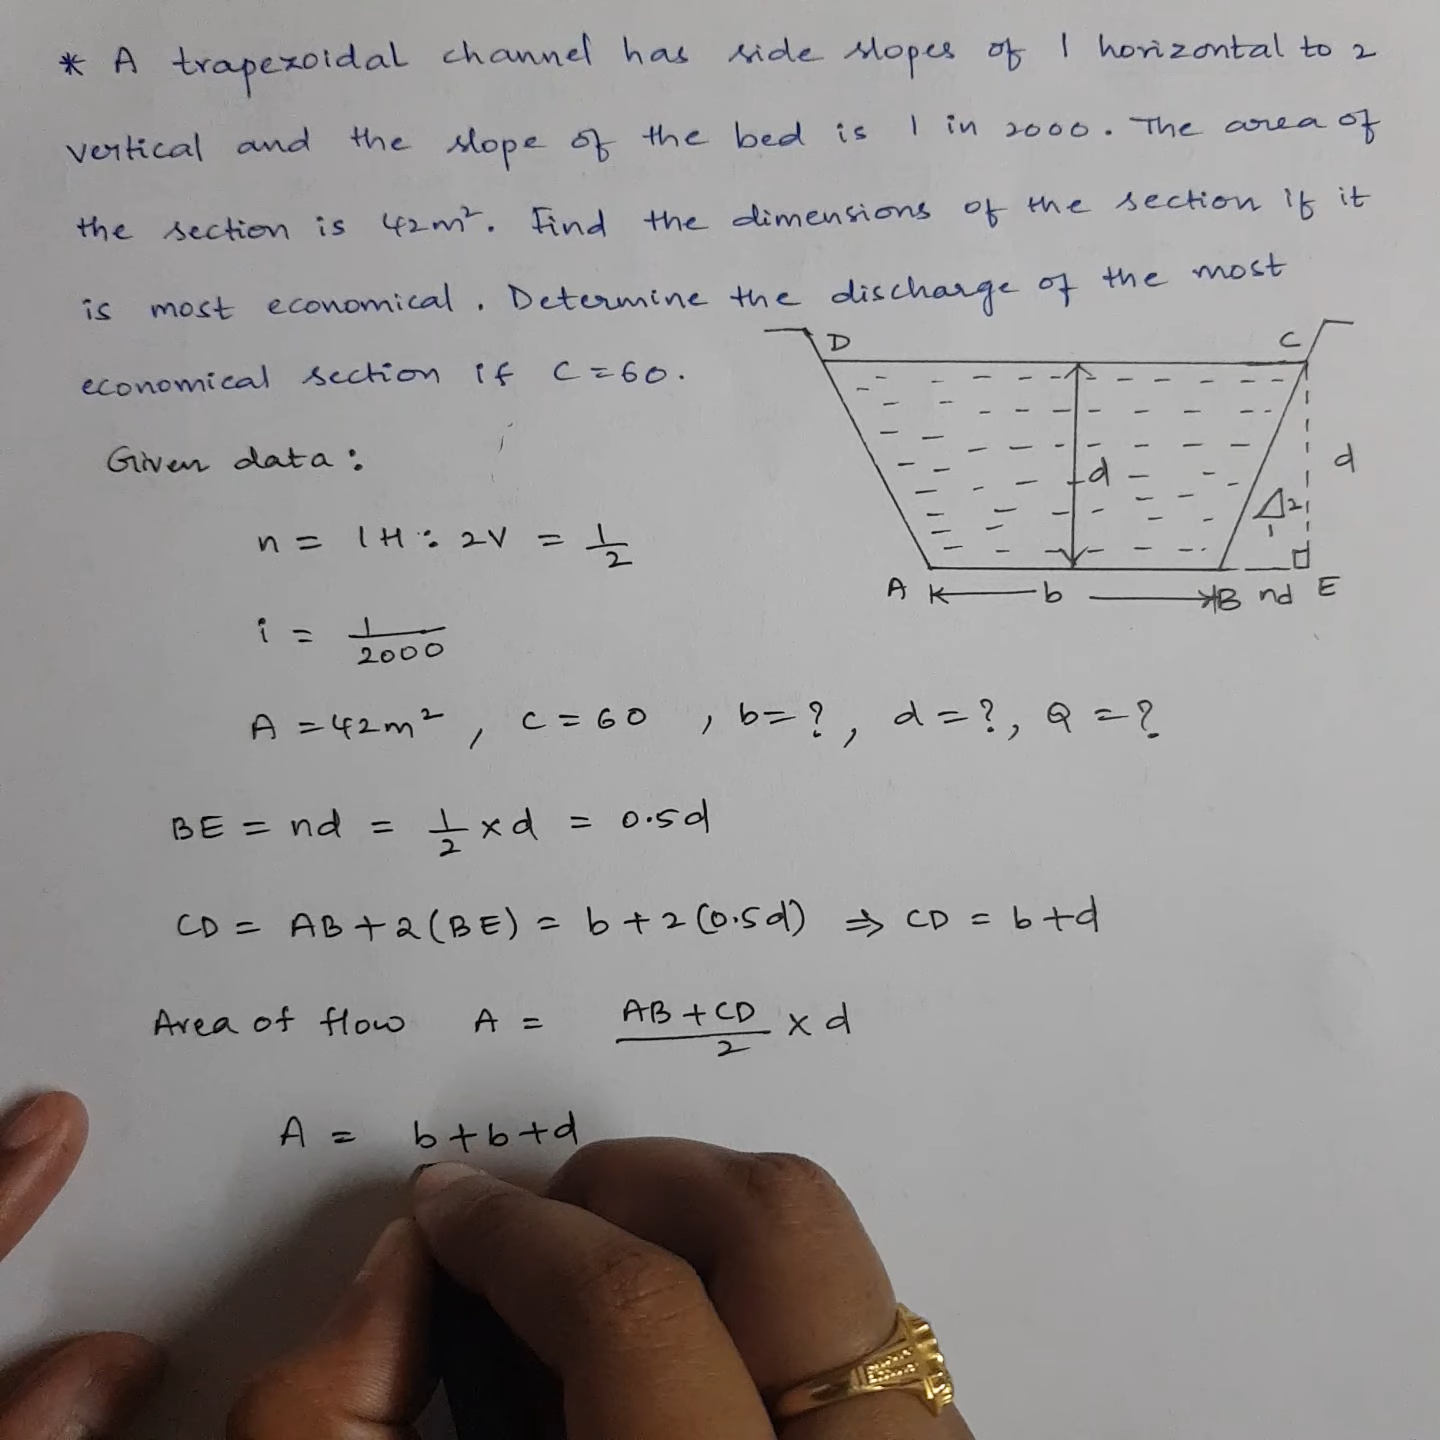 * A trapezoidal channel has side slopes of 1 horizontal to 2
vertical and the slope of the bed is 1 in 2000. The area of
the section is 42m². Find the dimensions of the section if it
is most economical. Determine the discharge of the most
economical section if C=60.
D C
d d
2
1
A b B nd E
Given data:
n = 1H : 2V = 1/2
i = 1/2000
A = 42m², C = 60, b=?, d=?, Q=?
BE = nd = 1/2 × d = 0.5d
CD = AB + 2(BE) = b + 2(0.5d) ⇒ CD = b+d
Area of flow A = (AB + CD)/2 × d
A = b+b+d